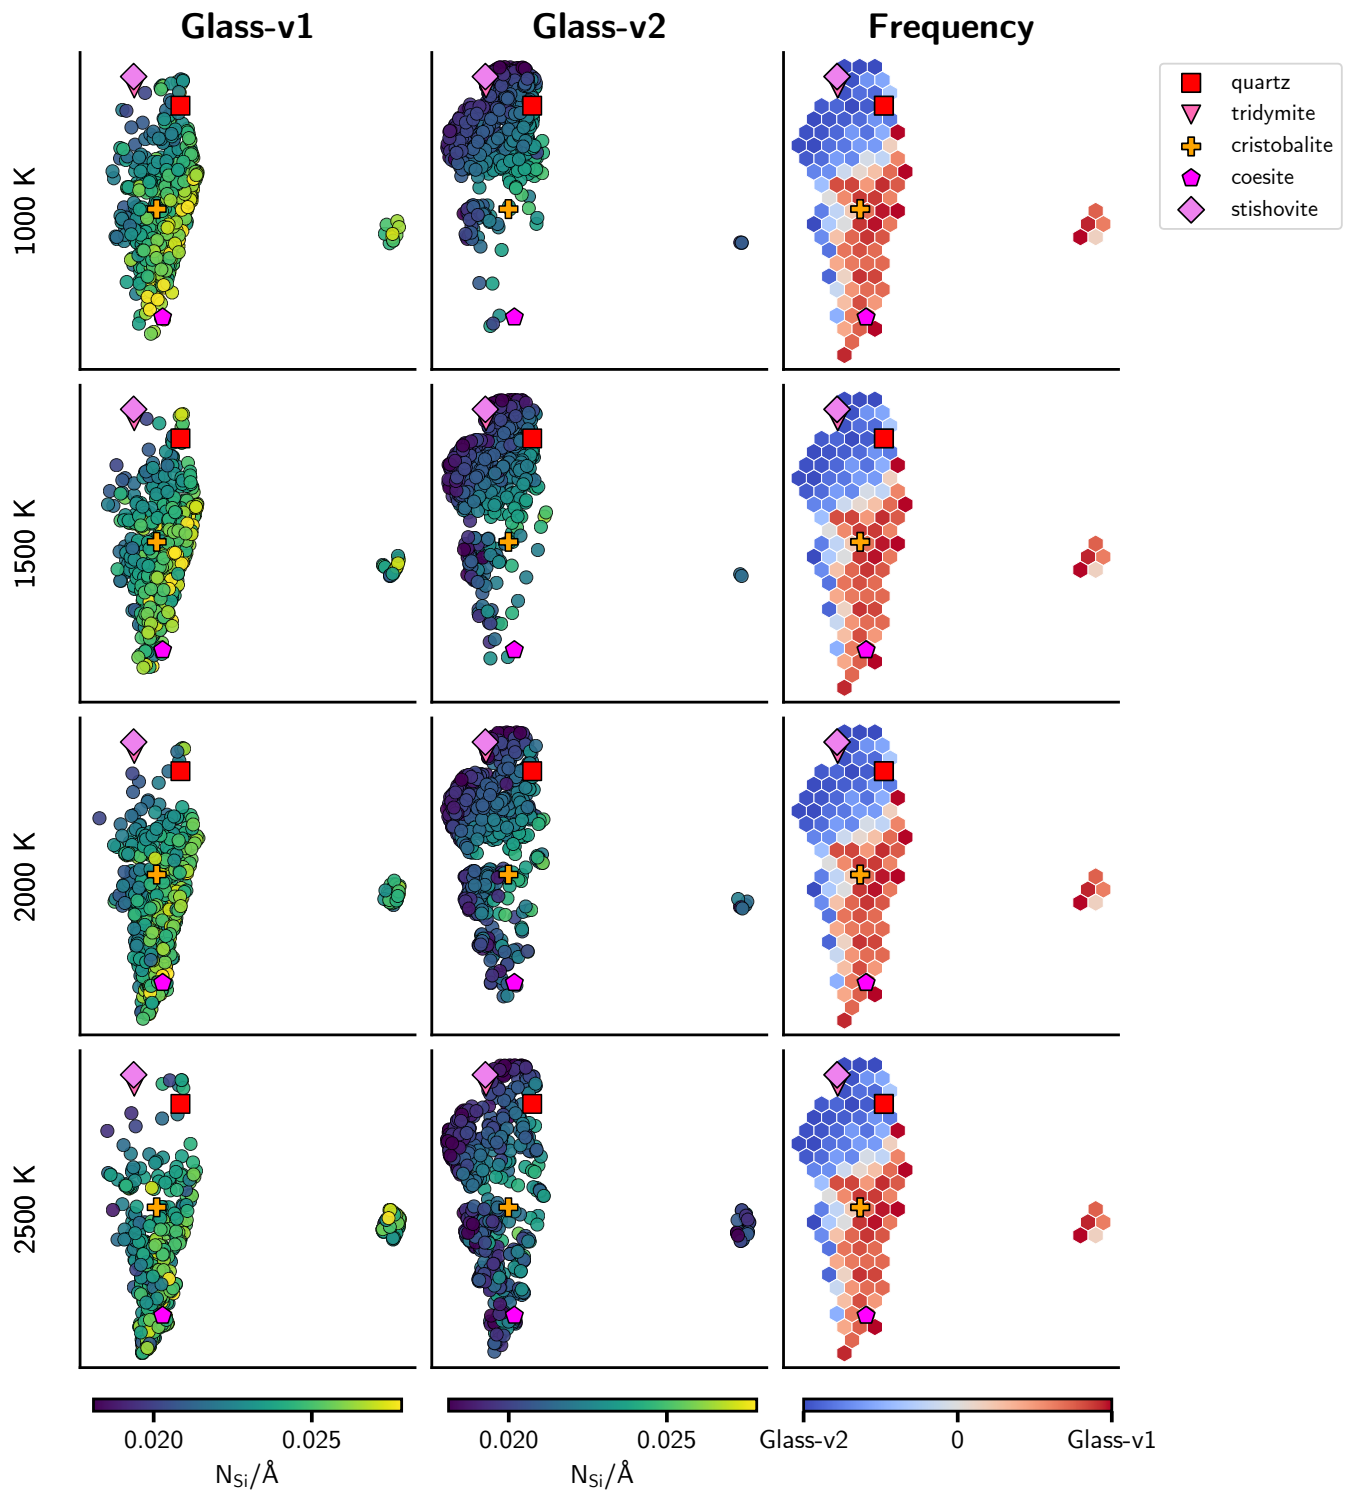 Glass-v1 Glass-v2 Frequency
quartz
tridymite
cristobalite
coesite
stishovite
1000 K
1500 K
2000 K
2500 K
0.020 0.025 0.020 0.025 Glass-v2 0 Glass-v1
N_Si/Å N_Si/Å